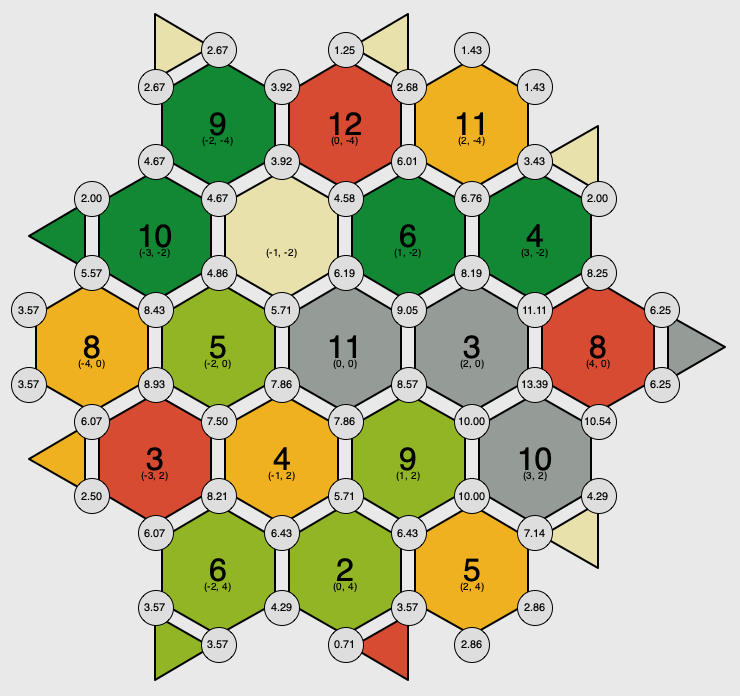 2.67 1.25 1.43
2.67 3.92 2.68 1.43
9 12 11
(-2, -4) (0, -4) (2, -4)
4.67 3.92 6.01 3.43
2.00 4.67 4.58 6.76 2.00
10 6 4
(-3, -2) (-1, -2) (1, -2) (3, -2)
5.57 4.86 6.19 8.19 8.25
3.57 8.43 5.71 9.05 11.11 6.25
8 5 11 3 8
(-4, 0) (-2, 0) (0, 0) (2, 0) (4, 0)
3.57 8.93 7.86 8.57 13.39 6.25
6.07 7.50 7.86 10.00 10.54
3 4 9 10
(-3, 2) (-1, 2) (1, 2) (3, 2)
2.50 8.21 5.71 10.00 4.29
6.07 6.43 6.43 7.14
6 2 5
(-2, 4) (0, 4) (2, 4)
3.57 4.29 3.57 2.86
3.57 0.71 2.86